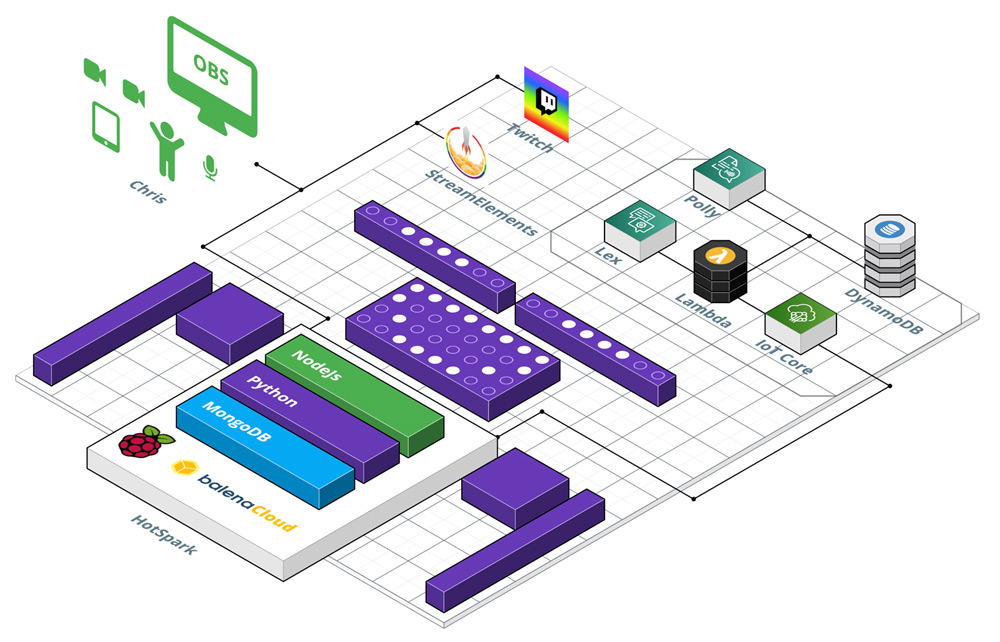 OBS
Chris
Twitch
StreamElements
Polly
Lex
Lambda
DynamoDB
IoT Core
Nodejs
Python
MongoDB
balenaCloud
HotSpark